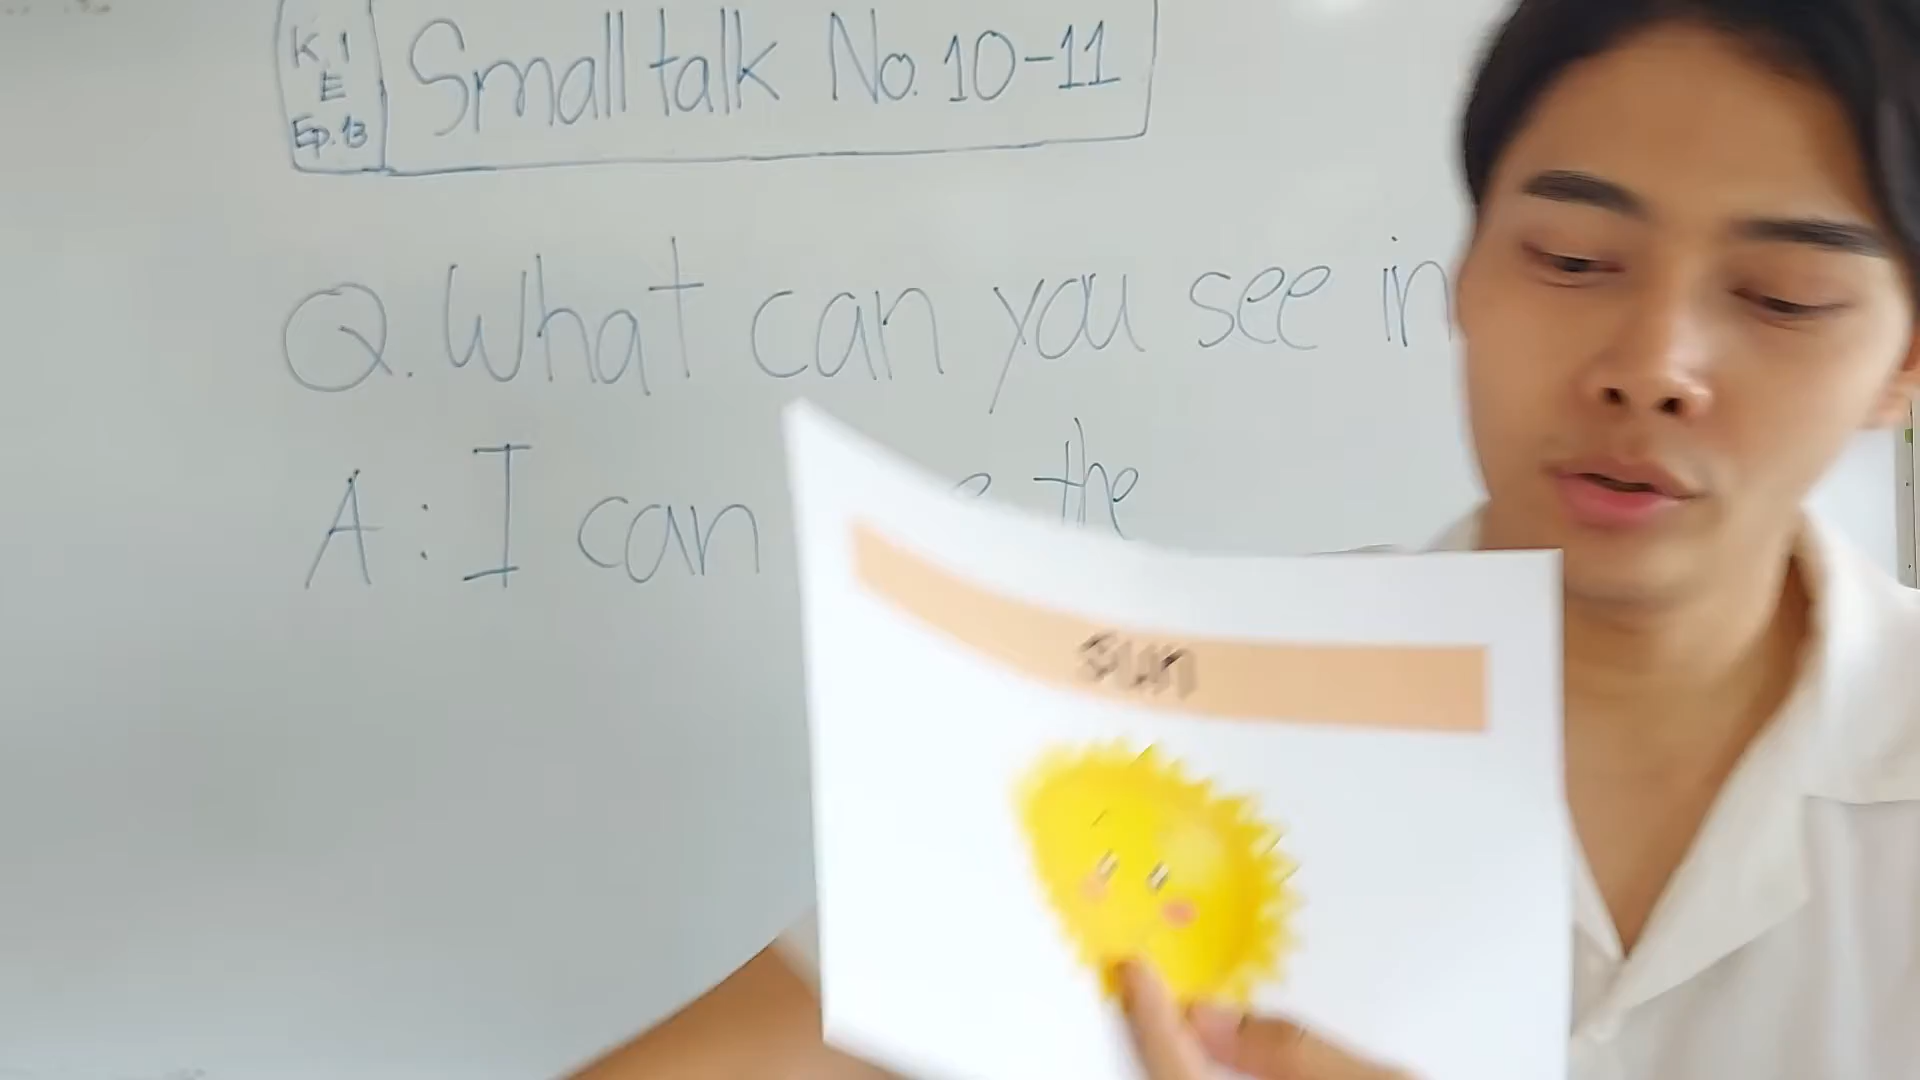 K.1
E
Ep.13
Small talk No. 10-11
Q. What can you see in
A : I can the
sun